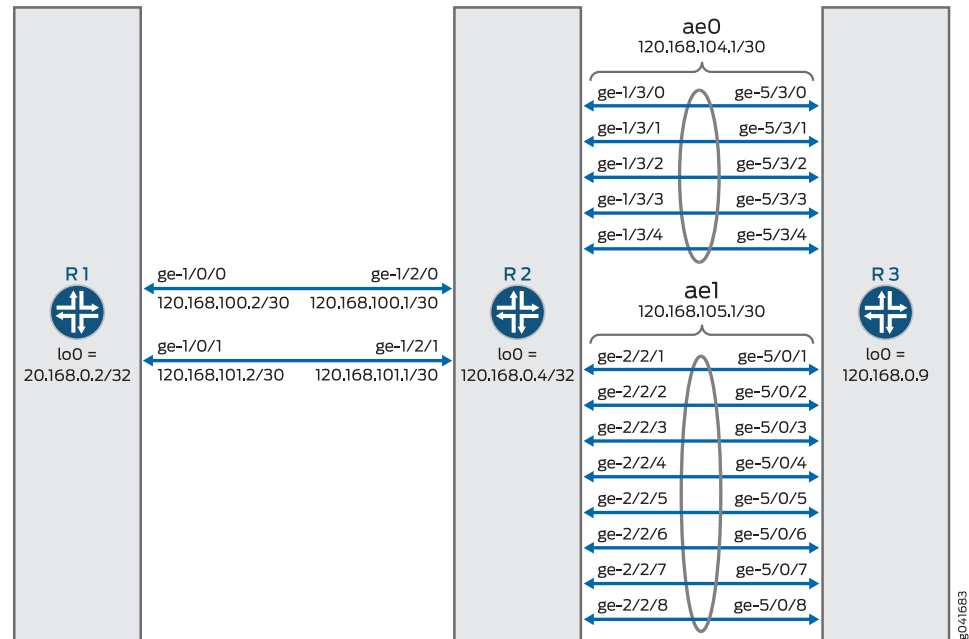 ae0
120.168.104.1/30
ge-1/3/0 ge-5/3/0
ge-1/3/1 ge-5/3/1
ge-1/3/2 ge-5/3/2
ge-1/3/3 ge-5/3/3
ge-1/3/4 ge-5/3/4
R1
lo0 =
20.168.0.2/32
ge-1/0/0 ge-1/2/0
120.168.100.2/30 120.168.100.1/30
ge-1/0/1 ge-1/2/1
120.168.101.2/30 120.168.101.1/30
R2
lo0 =
120.168.0.4/32
ae1
120.168.105.1/30
ge-2/2/1 ge-5/0/1
ge-2/2/2 ge-5/0/2
ge-2/2/3 ge-5/0/3
ge-2/2/4 ge-5/0/4
ge-2/2/5 ge-5/0/5
ge-2/2/6 ge-5/0/6
ge-2/2/7 ge-5/0/7
ge-2/2/8 ge-5/0/8
R3
lo0 =
120.168.0.9
g041683